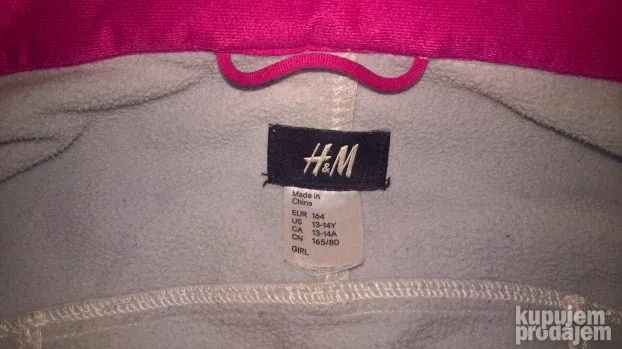 H&M
Made in
China
EUR 164
US 13-14Y
CA 13-14A
CN 165/80
GIRL
kupujem
prodajem